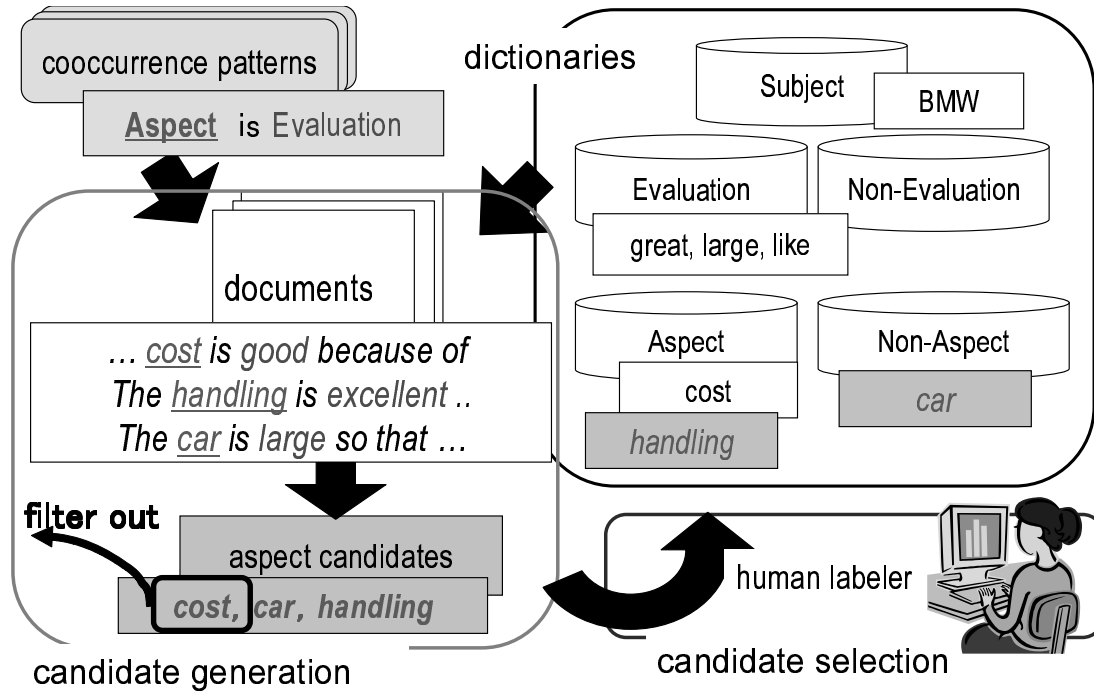 cooccurrence patterns
Aspect is Evaluation
dictionaries
Subject
BMW
Evaluation
Non-Evaluation
great, large, like
Aspect
Non-Aspect
cost
car
handling
documents
... cost is good because of
The handling is excellent ..
The car is large so that ...
filter out
aspect candidates
cost, car, handling
candidate generation
human labeler
candidate selection